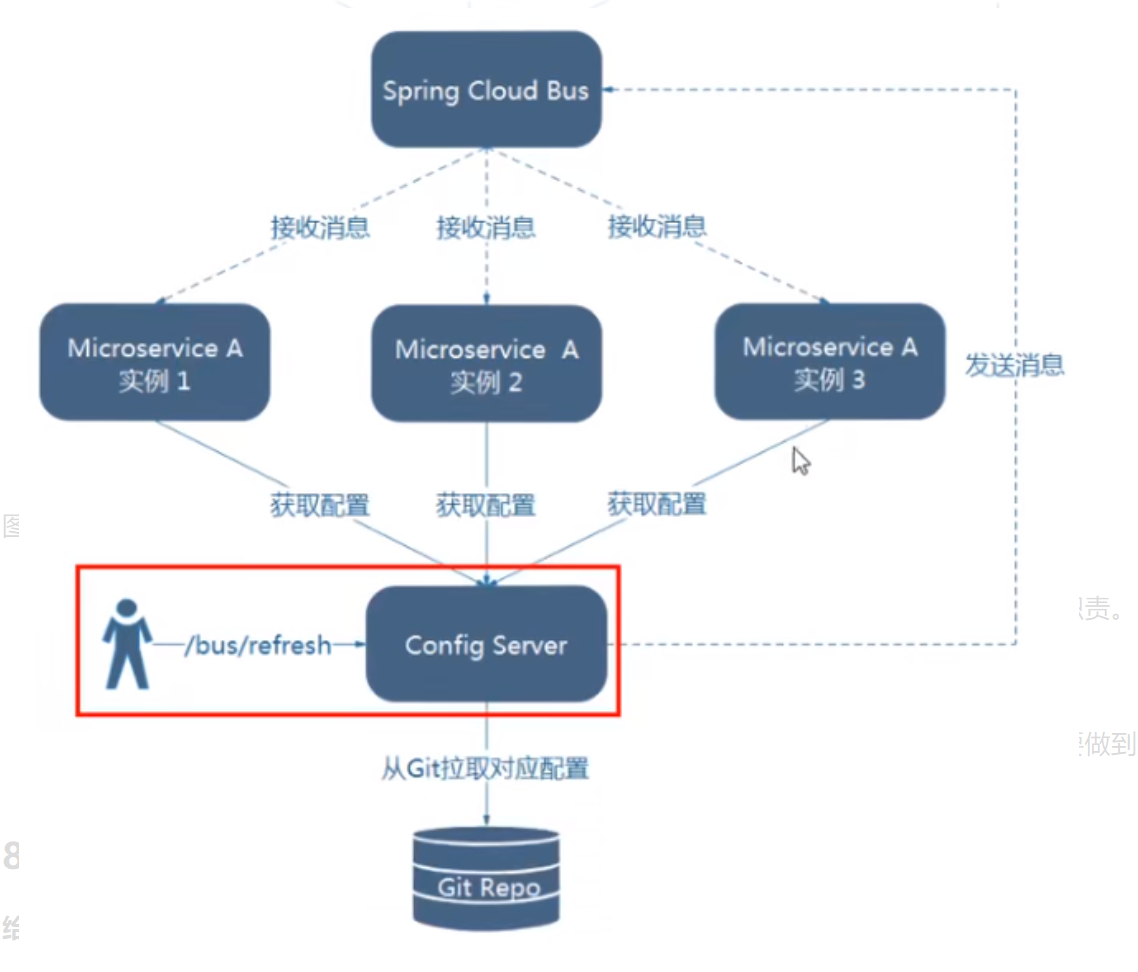 Spring Cloud Bus
接收消息
接收消息
接收消息
Microservice A
实例 1
Microservice A
实例 2
Microservice A
实例 3
发送消息
获取配置
获取配置
获取配置
图
责。
/bus/refresh
Config Server
做到
从Git拉取对应配置
8
Git Repo